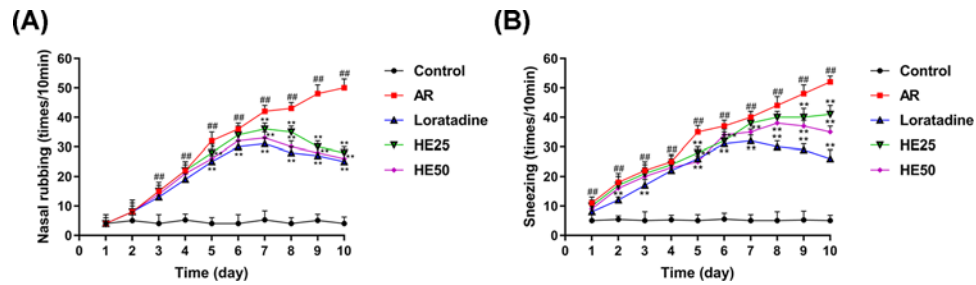 (A)
Nasal rubbing (times/10min)
60
50
40
30
20
10
0
0 1 2 3 4 5 6 7 8 9 10
Time (day)
## ## ## ## ## ## ## ##
** ** ** ** ** ** ** ** ** ** ** ** **
Control
AR
Loratadine
HE25
HE50
(B)
Sneezing (times/10min)
60
50
40
30
20
10
0
0 1 2 3 4 5 6 7 8 9 10
Time (day)
## ## ## ## ## ## ## ## ## ##
** ** ** ** ** ** ** ** ** ** ** ** **
Control
AR
Loratadine
HE25
HE50